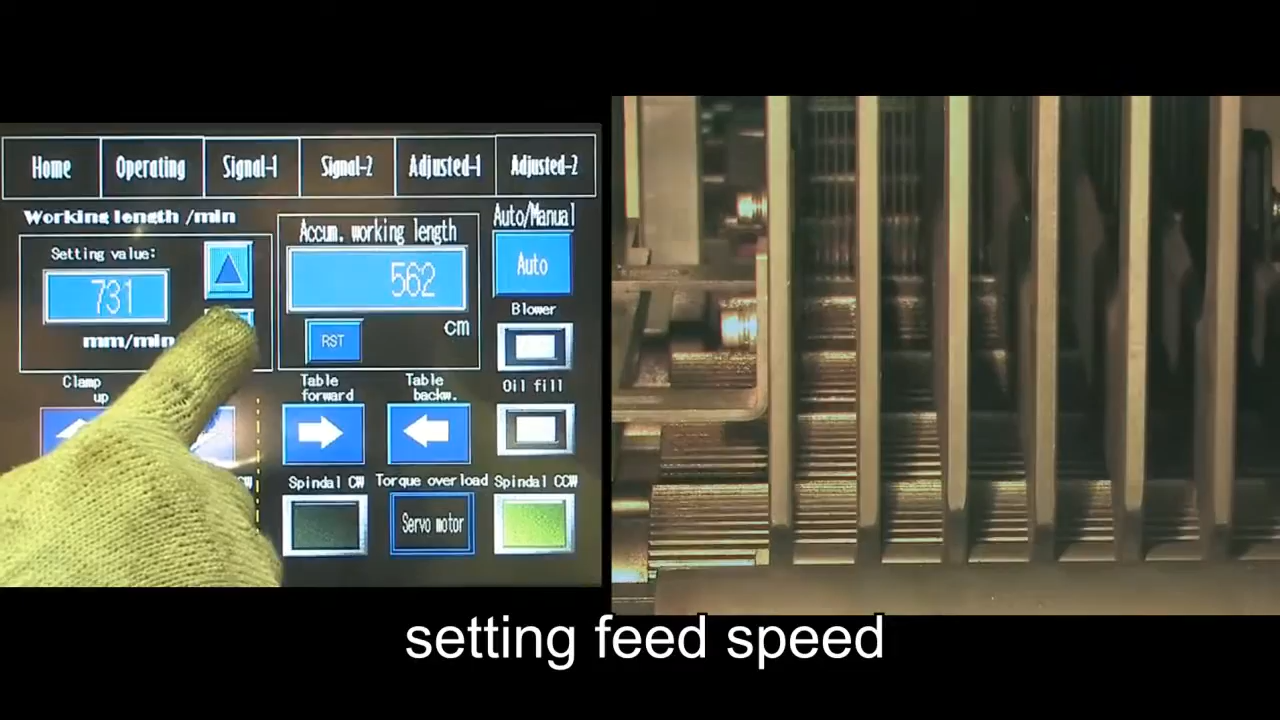 Home Operating Signal-1 Signal-2 Adjusted-1 Adjusted-2
Working length /min
Setting value:
731
mm/min
Accum. working length
562
cm
RST
Auto/Manual
Auto
Blower
Oil fill
Clamp
up
Table
forward
Table
backw.
Spindal CW
Torque overload
Servo motor
Spindal CCW
setting feed speed